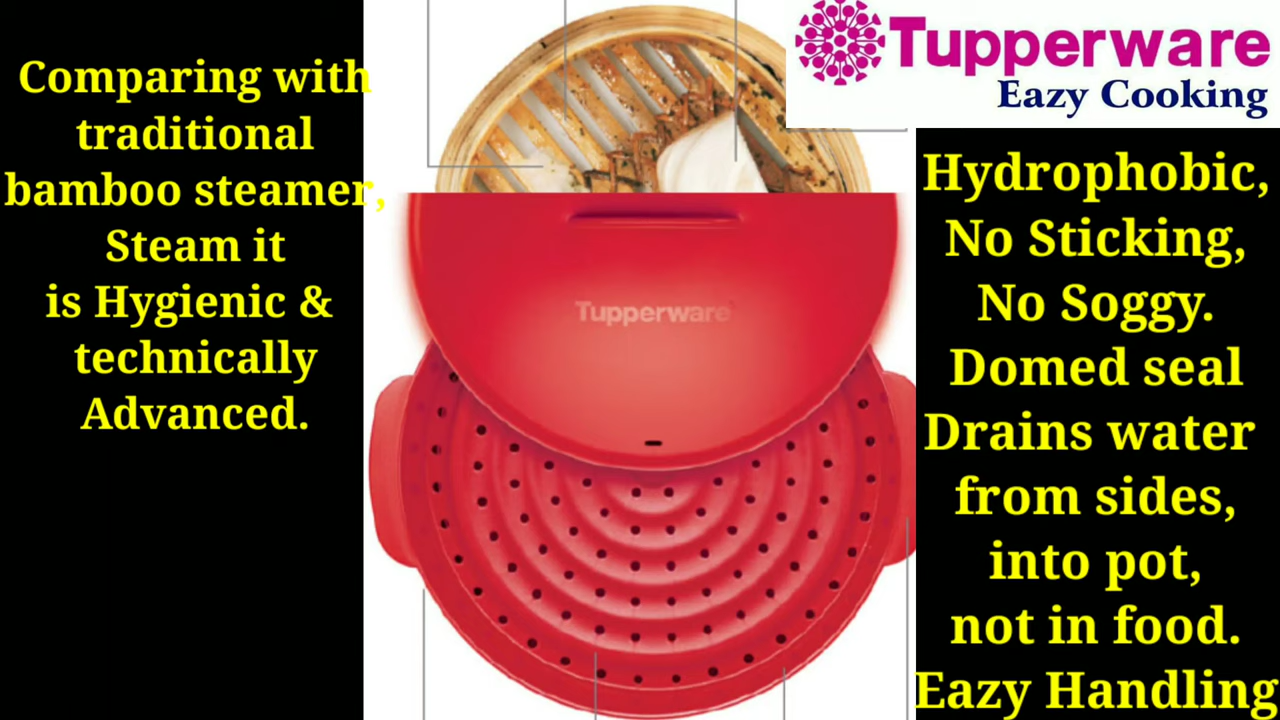 Comparing with
traditional
bamboo steamer,
Steam it
is Hygienic &
technically
Advanced.
Tupperware
Tupperware
Eazy Cooking
Hydrophobic,
No Sticking,
No Soggy.
Domed seal
Drains water
from sides,
into pot,
not in food.
Eazy Handling